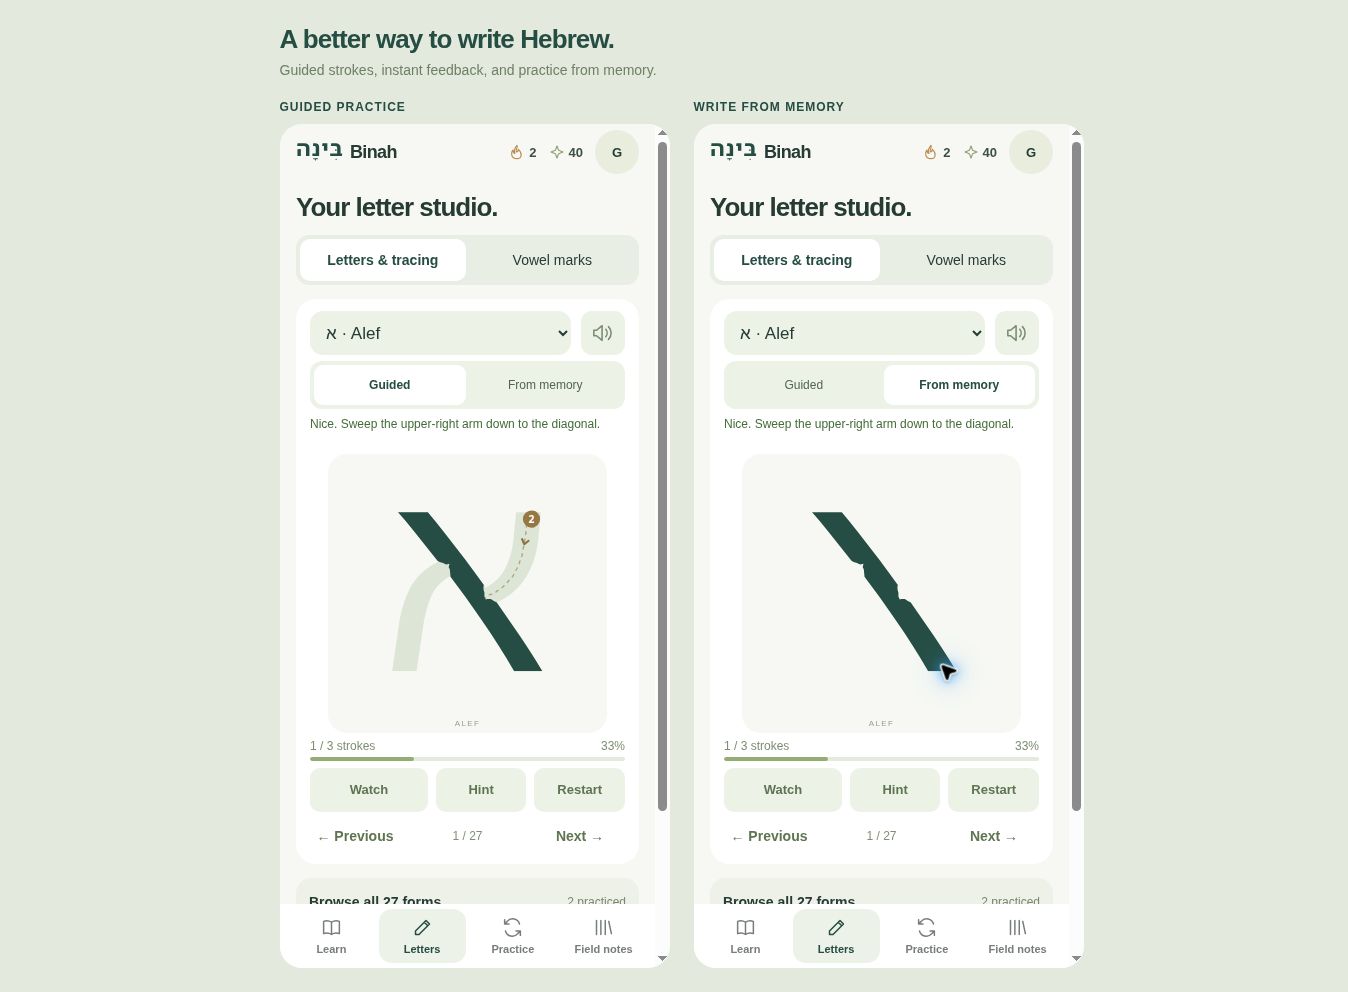 A better way to write Hebrew.
Guided strokes, instant feedback, and practice from memory.
GUIDED PRACTICE
בִּינָה Binah
2 40 G
Your letter studio.
Letters & tracing Vowel marks
א · Alef
Guided From memory
Nice. Sweep the upper-right arm down to the diagonal.
2
ALEF
1 / 3 strokes 33%
Watch Hint Restart
← Previous 1 / 27 Next →
Browse all 27 forms 2 practiced
Learn Letters Practice Field notes
WRITE FROM MEMORY
בִּינָה Binah
2 40 G
Your letter studio.
Letters & tracing Vowel marks
א · Alef
Guided From memory
Nice. Sweep the upper-right arm down to the diagonal.
ALEF
1 / 3 strokes 33%
Watch Hint Restart
← Previous 1 / 27 Next →
Browse all 27 forms 2 practiced
Learn Letters Practice Field notes